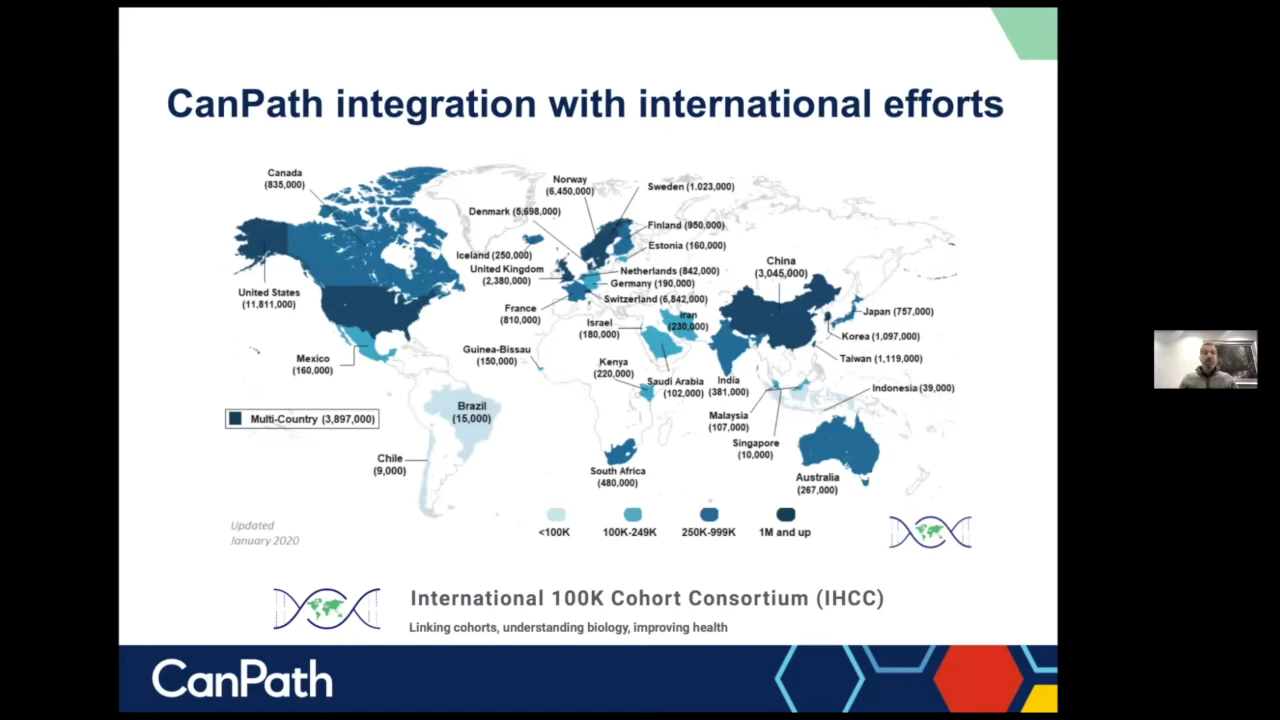 CanPath integration with international efforts
Canada
(835,000)
Norway
(6,450,000)
Sweden (1.023,000)
Denmark (5,698,000)
Finland (950,000)
Iceland (250,000)
Estonia (160,000)
United Kingdom
(2,380,000)
Netherlands (842,000)
Germany (190,000)
Switzerland (6,842,000)
China
(3,045,000)
United States
(11,811,000)
France
(810,000)
Israel
(180,000)
Iran
(230,000)
Japan (757,000)
Korea (1,097,000)
Taiwan (1,119,000)
Mexico
(160,000)
Guinea-Bissau
(150,000)
Kenya
(220,000)
Saudi Arabia
(102,000)
India
(381,000)
Indonesia (39,000)
Multi-Country (3,897,000)
Brazil
(15,000)
Malaysia
(107,000)
Singapore
(10,000)
Chile
(9,000)
South Africa
(480,000)
Australia
(267,000)
<100K
100K-249K
250K-999K
1M and up
Updated
January 2020
International 100K Cohort Consortium (IHCC)
Linking cohorts, understanding biology, improving health
CanPath